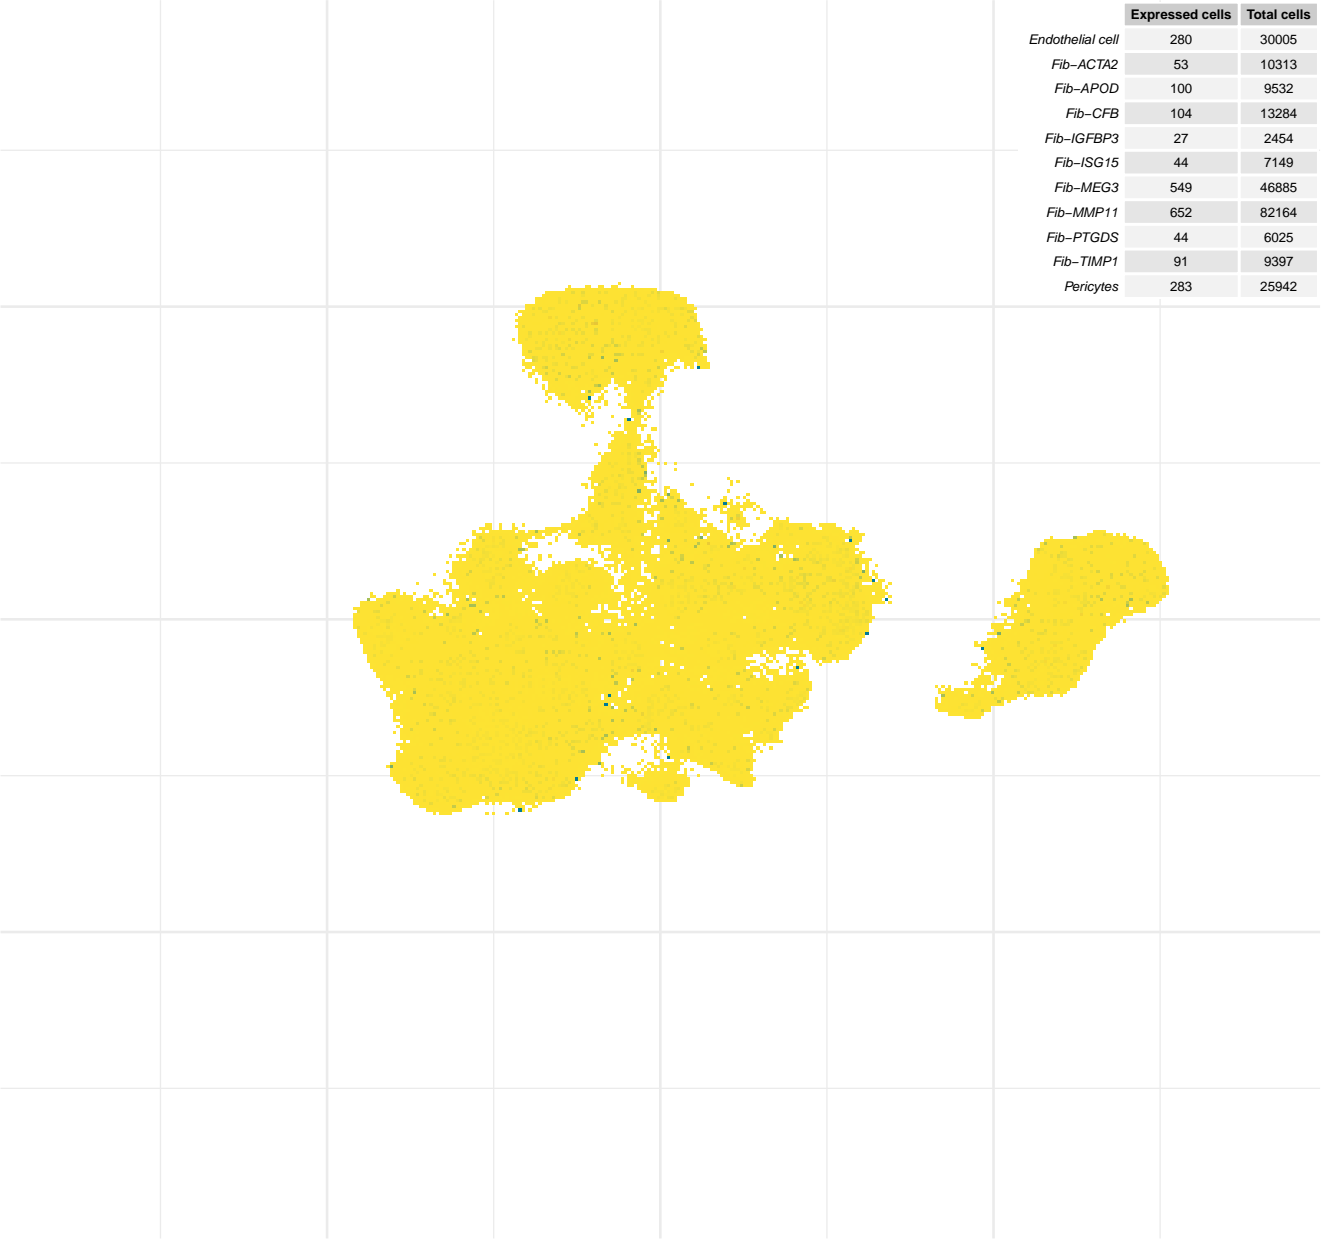 Expressed cells Total cells
Endothelial cell 280 30005
Fib−ACTA2 53 10313
Fib−APOD 100 9532
Fib−CFB 104 13284
Fib−IGFBP3 27 2454
Fib−ISG15 44 7149
Fib−MEG3 549 46885
Fib−MMP11 652 82164
Fib−PTGDS 44 6025
Fib−TIMP1 91 9397
Pericytes 283 25942